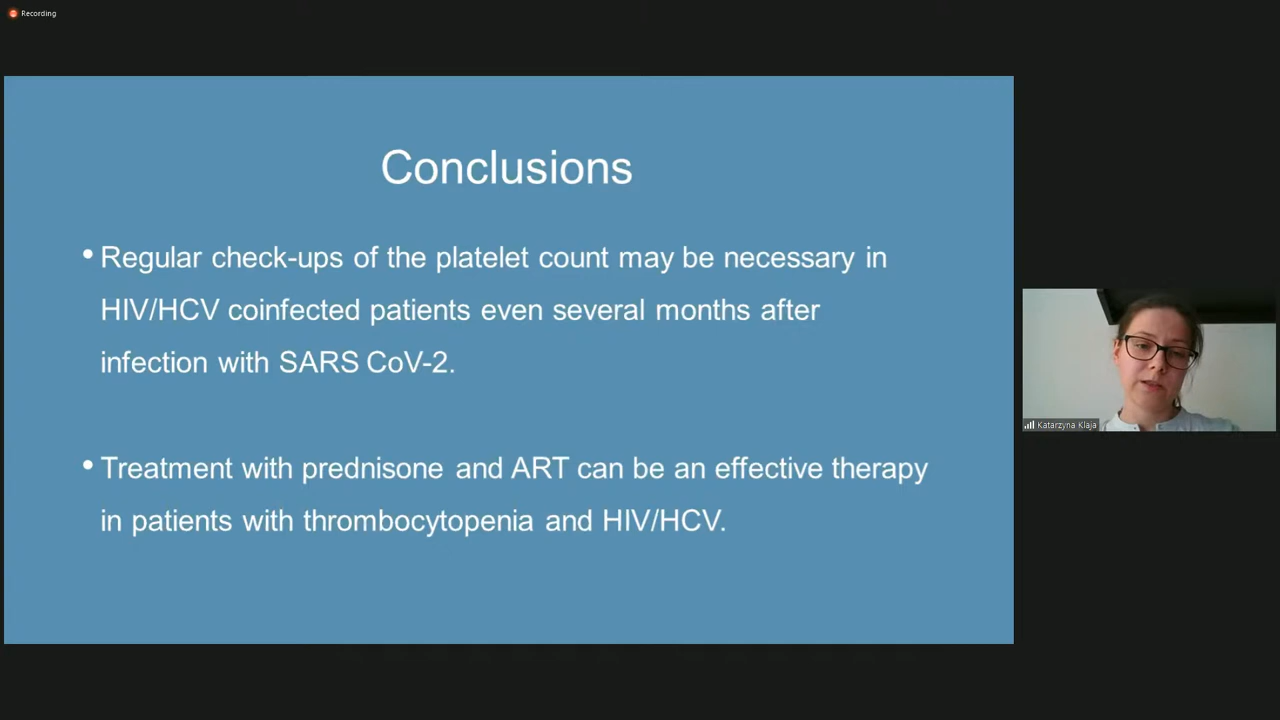 Recording
Conclusions
• Regular check-ups of the platelet count may be necessary in
HIV/HCV coinfected patients even several months after
infection with SARS CoV-2.
• Treatment with prednisone and ART can be an effective therapy
in patients with thrombocytopenia and HIV/HCV.
Katarzyna Klaja